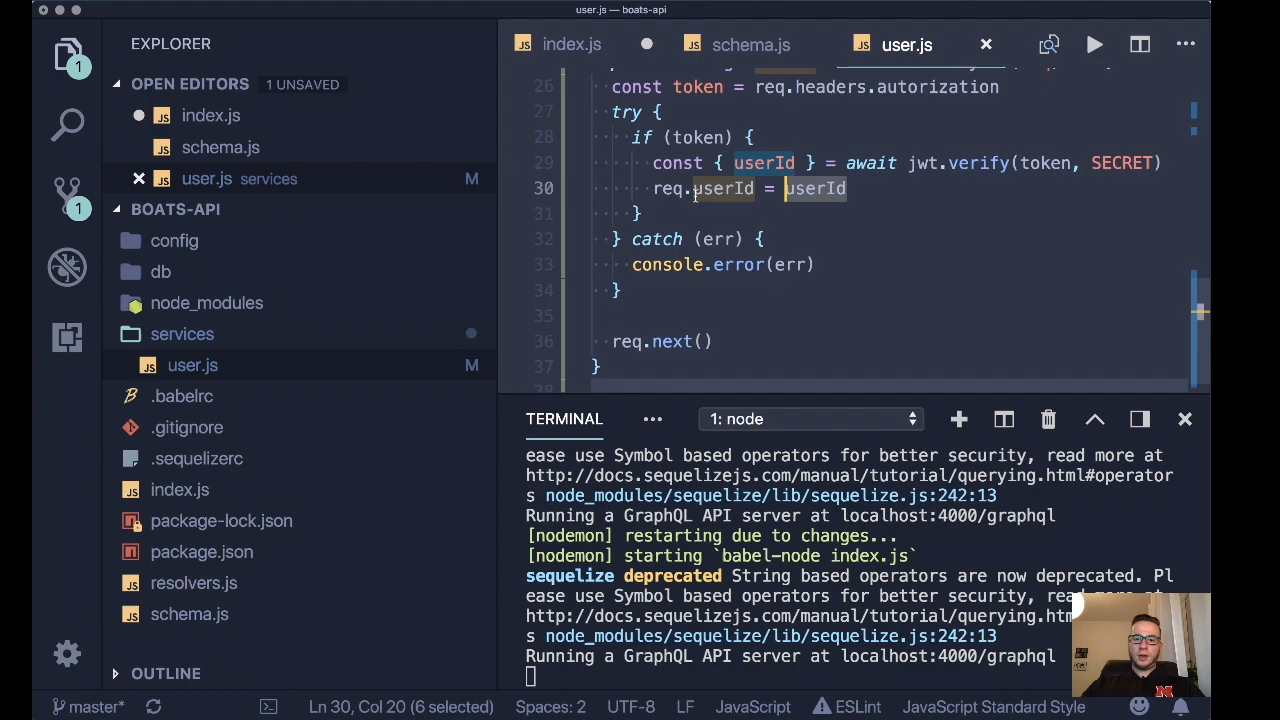 user.js — boats-api
EXPLORER
OPEN EDITORS 1 UNSAVED
index.js
schema.js
user.js services M
BOATS-API
config
db
node_modules
services
user.js M
.babelrc
.gitignore
.sequelizerc
index.js
package-lock.json
package.json
resolvers.js
schema.js
OUTLINE
1
1
index.js
schema.js
user.js
26 const token = req.headers.autorization
27 try {
28 if (token) {
29 const { userId } = await jwt.verify(token, SECRET)
30 req.userId = userId
31 }
32 } catch (err) {
33 console.error(err)
34 }
35
36 req.next()
37 }
38
TERMINAL ... 1: node
ease use Symbol based operators for better security, read more at
http://docs.sequelizejs.com/manual/tutorial/querying.html#operator
s node_modules/sequelize/lib/sequelize.js:242:13
Running a GraphQL API server at localhost:4000/graphql
[nodemon] restarting due to changes...
[nodemon] starting `babel-node index.js`
sequelize deprecated String based operators are now deprecated. Pl
ease use Symbol based operators for better security, read more at
http://docs.sequelizejs.com/manual/tutorial/querying.htm
s node_modules/sequelize/lib/sequelize.js:242:13
Running a GraphQL API server at localhost:4000/graphql
master* Ln 30, Col 20 (6 selected) Spaces: 2 UTF-8 LF JavaScript ESLint JavaScript Standard Style